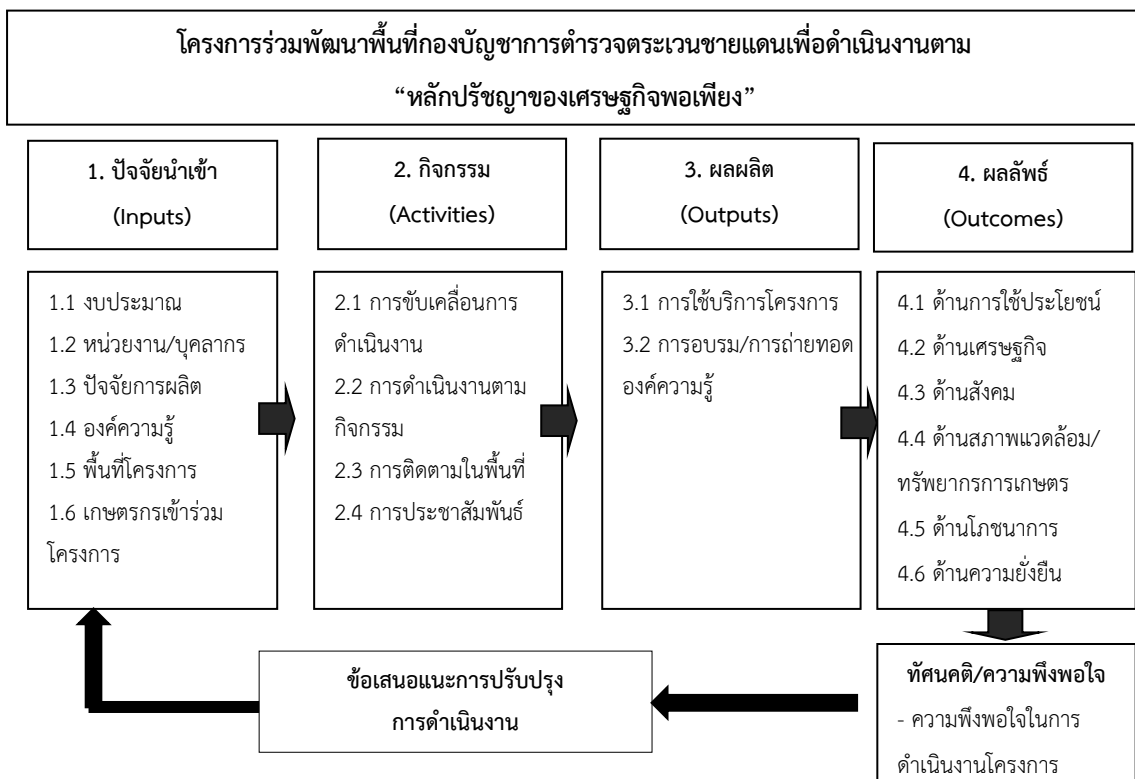 โครงการร่วมพัฒนาพื้นที่กองบัญชาการตำรวจตระเวนชายแดนเพื่อดำเนินงานตาม
“หลักปรัชญาของเศรษฐกิจพอเพียง”
1. ปัจจัยนำเข้า
(Inputs)
2. กิจกรรม
(Activities)
3. ผลผลิต
(Outputs)
4. ผลลัพธ์
(Outcomes)
1.1 งบประมาณ
1.2 หน่วยงาน/บุคลากร
1.3 ปัจจัยการผลิต
1.4 องค์ความรู้
1.5 พื้นที่โครงการ
1.6 เกษตรกรเข้าร่วม
โครงการ
2.1 การขับเคลื่อนการ
ดำเนินงาน
2.2 การดำเนินงานตาม
กิจกรรม
2.3 การติดตามในพื้นที่
2.4 การประชาสัมพันธ์
3.1 การใช้บริการโครงการ
3.2 การอบรม/การถ่ายทอด
องค์ความรู้
4.1 ด้านการใช้ประโยชน์
4.2 ด้านเศรษฐกิจ
4.3 ด้านสังคม
4.4 ด้านสภาพแวดล้อม/
ทรัพยากรการเกษตร
4.5 ด้านโภชนาการ
4.6 ด้านความยั่งยืน
ทัศนคติ/ความพึงพอใจ
- ความพึงพอใจในการ
ดำเนินงานโครงการ
ข้อเสนอแนะการปรับปรุง
การดำเนินงาน